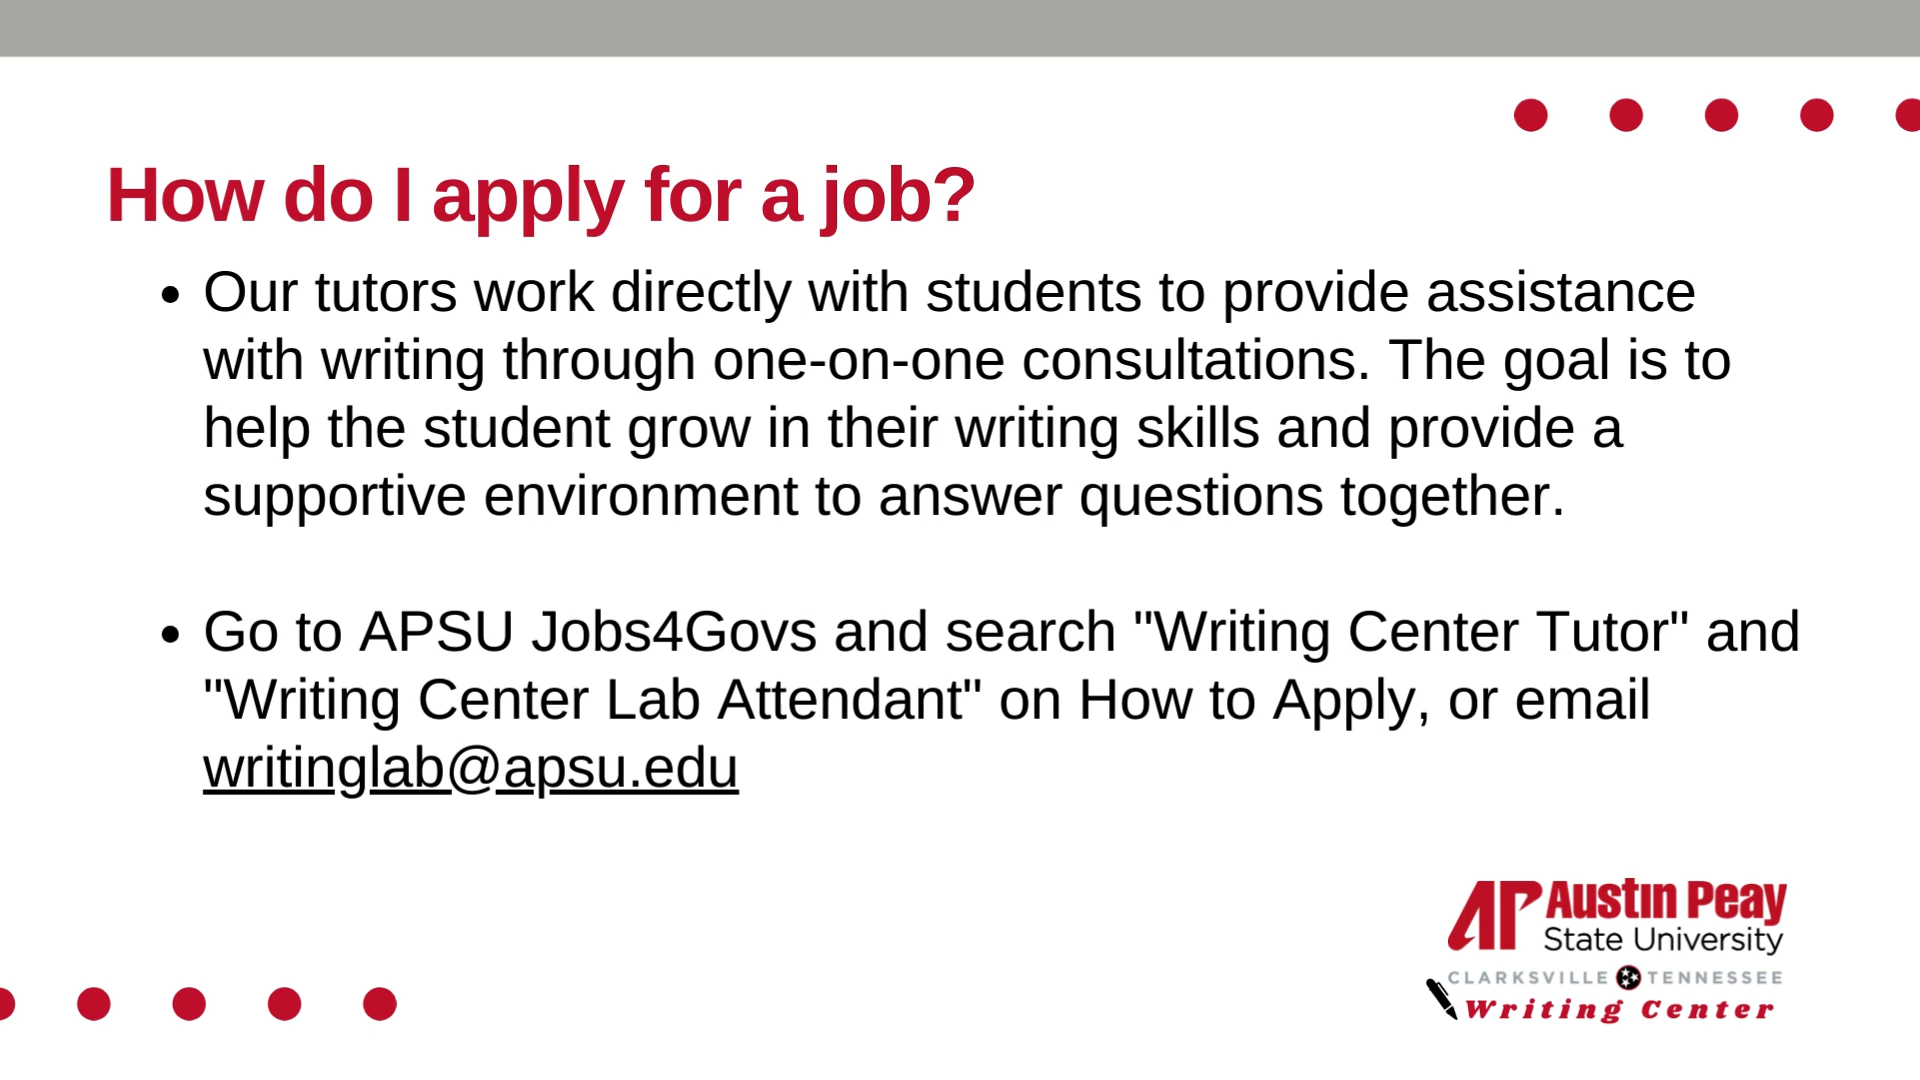 How do I apply for a job?
• Our tutors work directly with students to provide assistance
with writing through one-on-one consultations. The goal is to
help the student grow in their writing skills and provide a
supportive environment to answer questions together.
• Go to APSU Jobs4Govs and search "Writing Center Tutor" and
"Writing Center Lab Attendant" on How to Apply, or email
writinglab@apsu.edu
AP Austin Peay
State University
CLARKSVILLE TENNESSEE
Writing Center